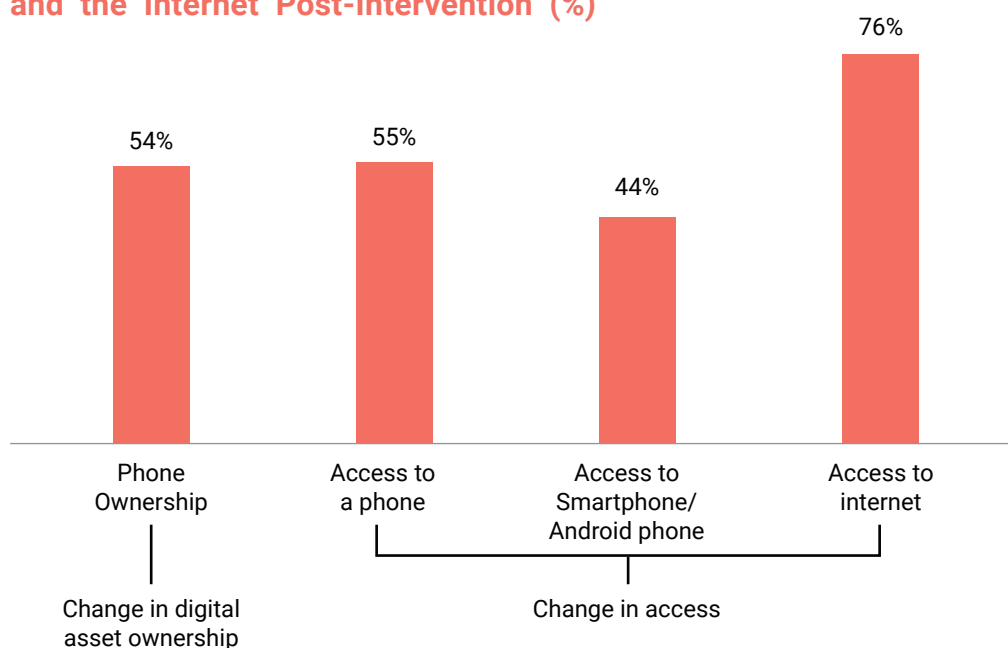 and the Internet Post-Intervention (%)
76%
54%
55%
44%
Phone
Ownership
Access to
a phone
Access to
Smartphone/
Android phone
Access to
internet
Change in digital
asset ownership
Change in access